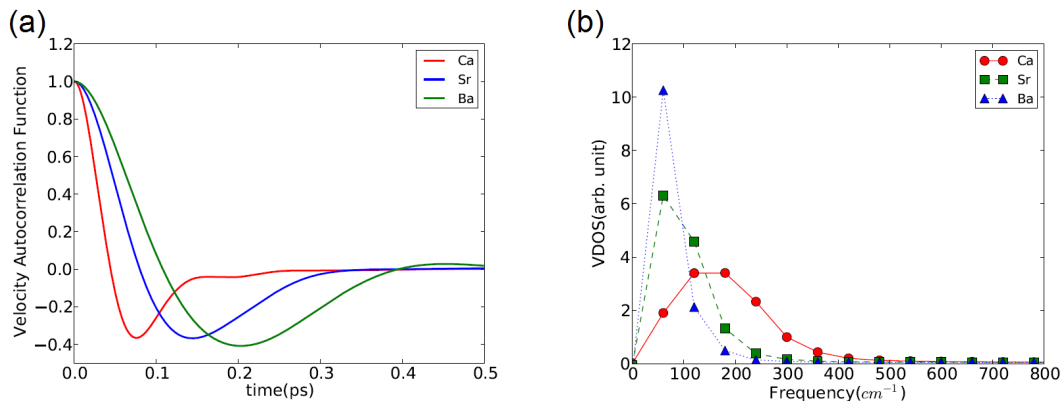 (a)
1.2
1.0
0.8
0.6
0.4
0.2
0.0
−0.2
−0.4
0.0 0.1 0.2 0.3 0.4 0.5
Velocity Autocorrelation Function
time(ps)
Ca
Sr
Ba
(b)
12
10
8
6
4
2
0
0 100 200 300 400 500 600 700 800
VDOS(arb. unit)
Frequency(cm⁻¹)
Ca
Sr
Ba